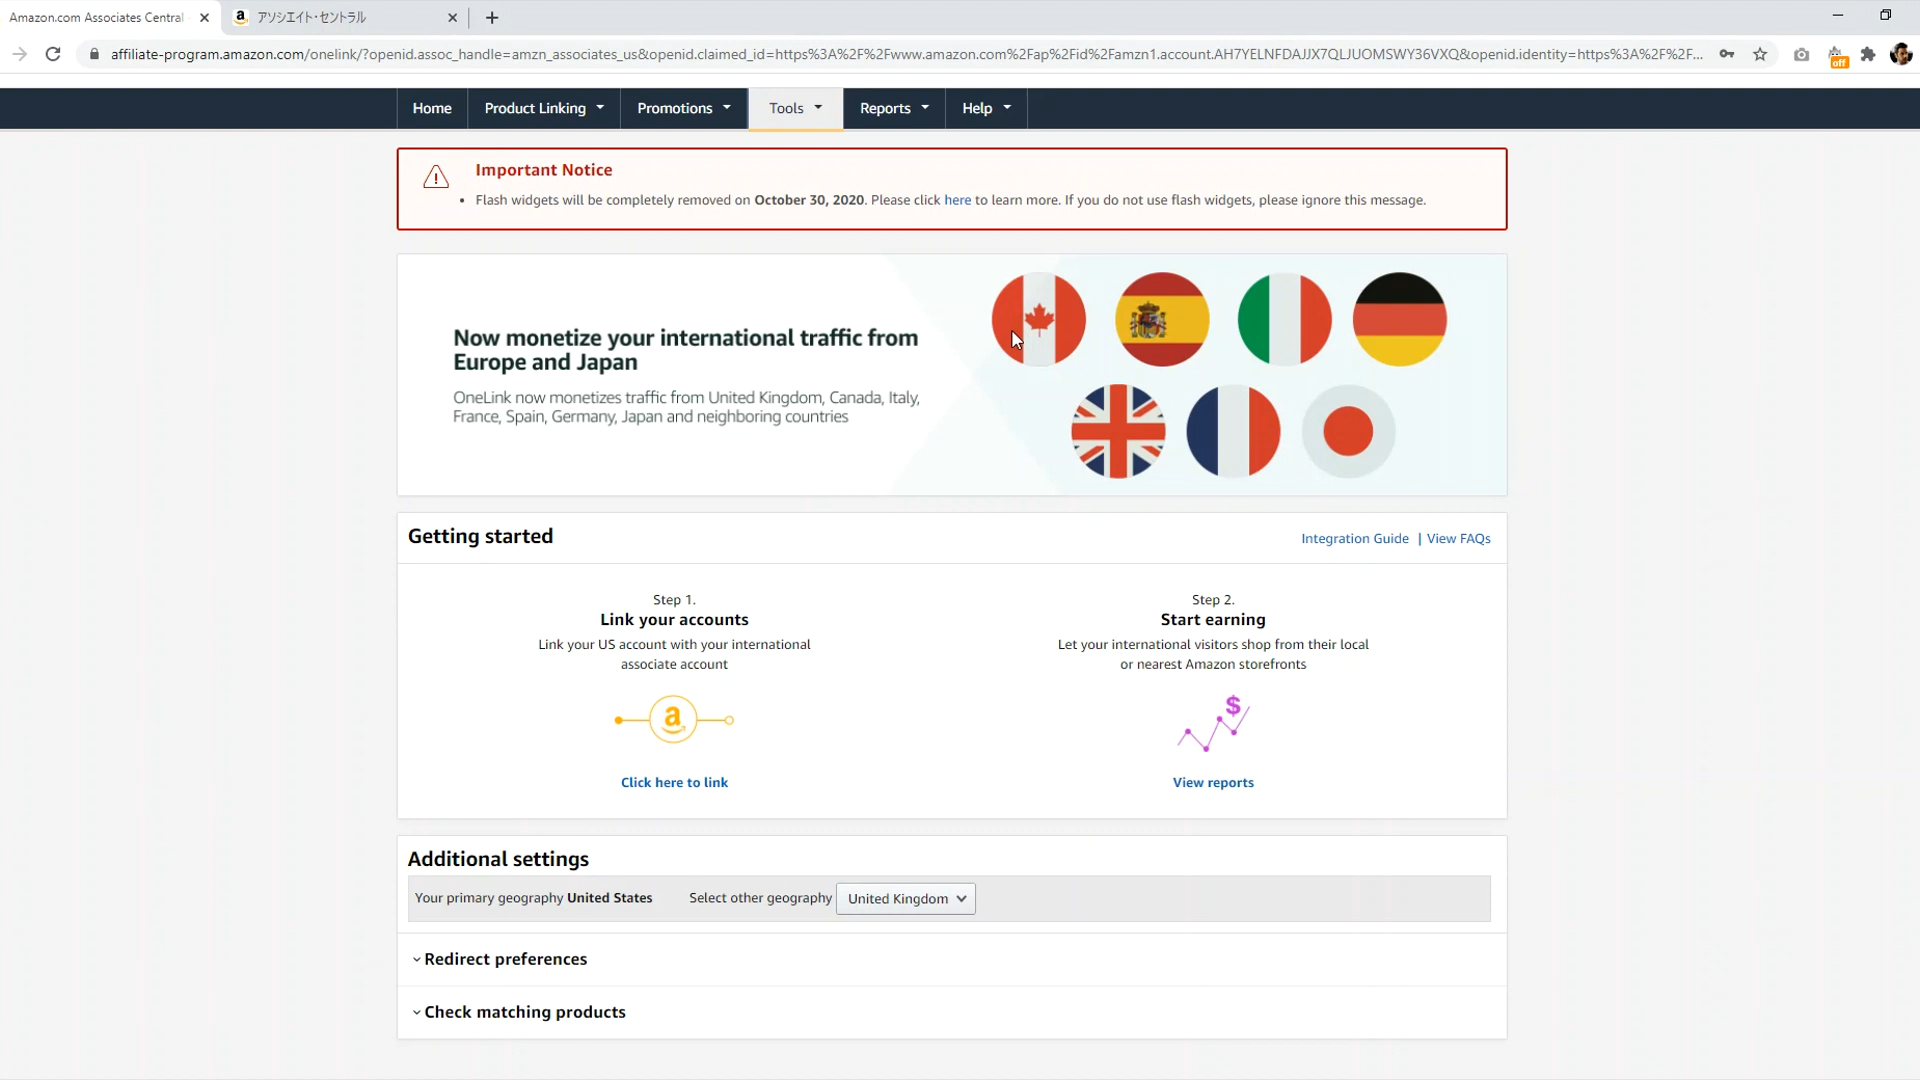 Amazon.com Associates Central
アソシエイト・セントラル
affiliate-program.amazon.com/onelink/?openid.assoc_handle=amzn_associates_us&openid.claimed_id=https%3A%2F%2Fwww.amazon.com%2Fap%2Fid%2Famzn1.account.AH7YELNFDAJJX7QLJUOMSWY36VXQ&openid.identity=https%3A%2F%2F...
off
Home
Product Linking
Promotions
Tools
Reports
Help
Important Notice
• Flash widgets will be completely removed on October 30, 2020. Please click here to learn more. If you do not use flash widgets, please ignore this message.
Now monetize your international traffic from
Europe and Japan
OneLink now monetizes traffic from United Kingdom, Canada, Italy,
France, Spain, Germany, Japan and neighboring countries
Getting started
Integration Guide | View FAQs
Step 1.
Link your accounts
Link your US account with your international
associate account
a
Click here to link
Step 2.
Start earning
Let your international visitors shop from their local
or nearest Amazon storefronts
$
View reports
Additional settings
Your primary geography United States
Select other geography United Kingdom
Redirect preferences
Check matching products